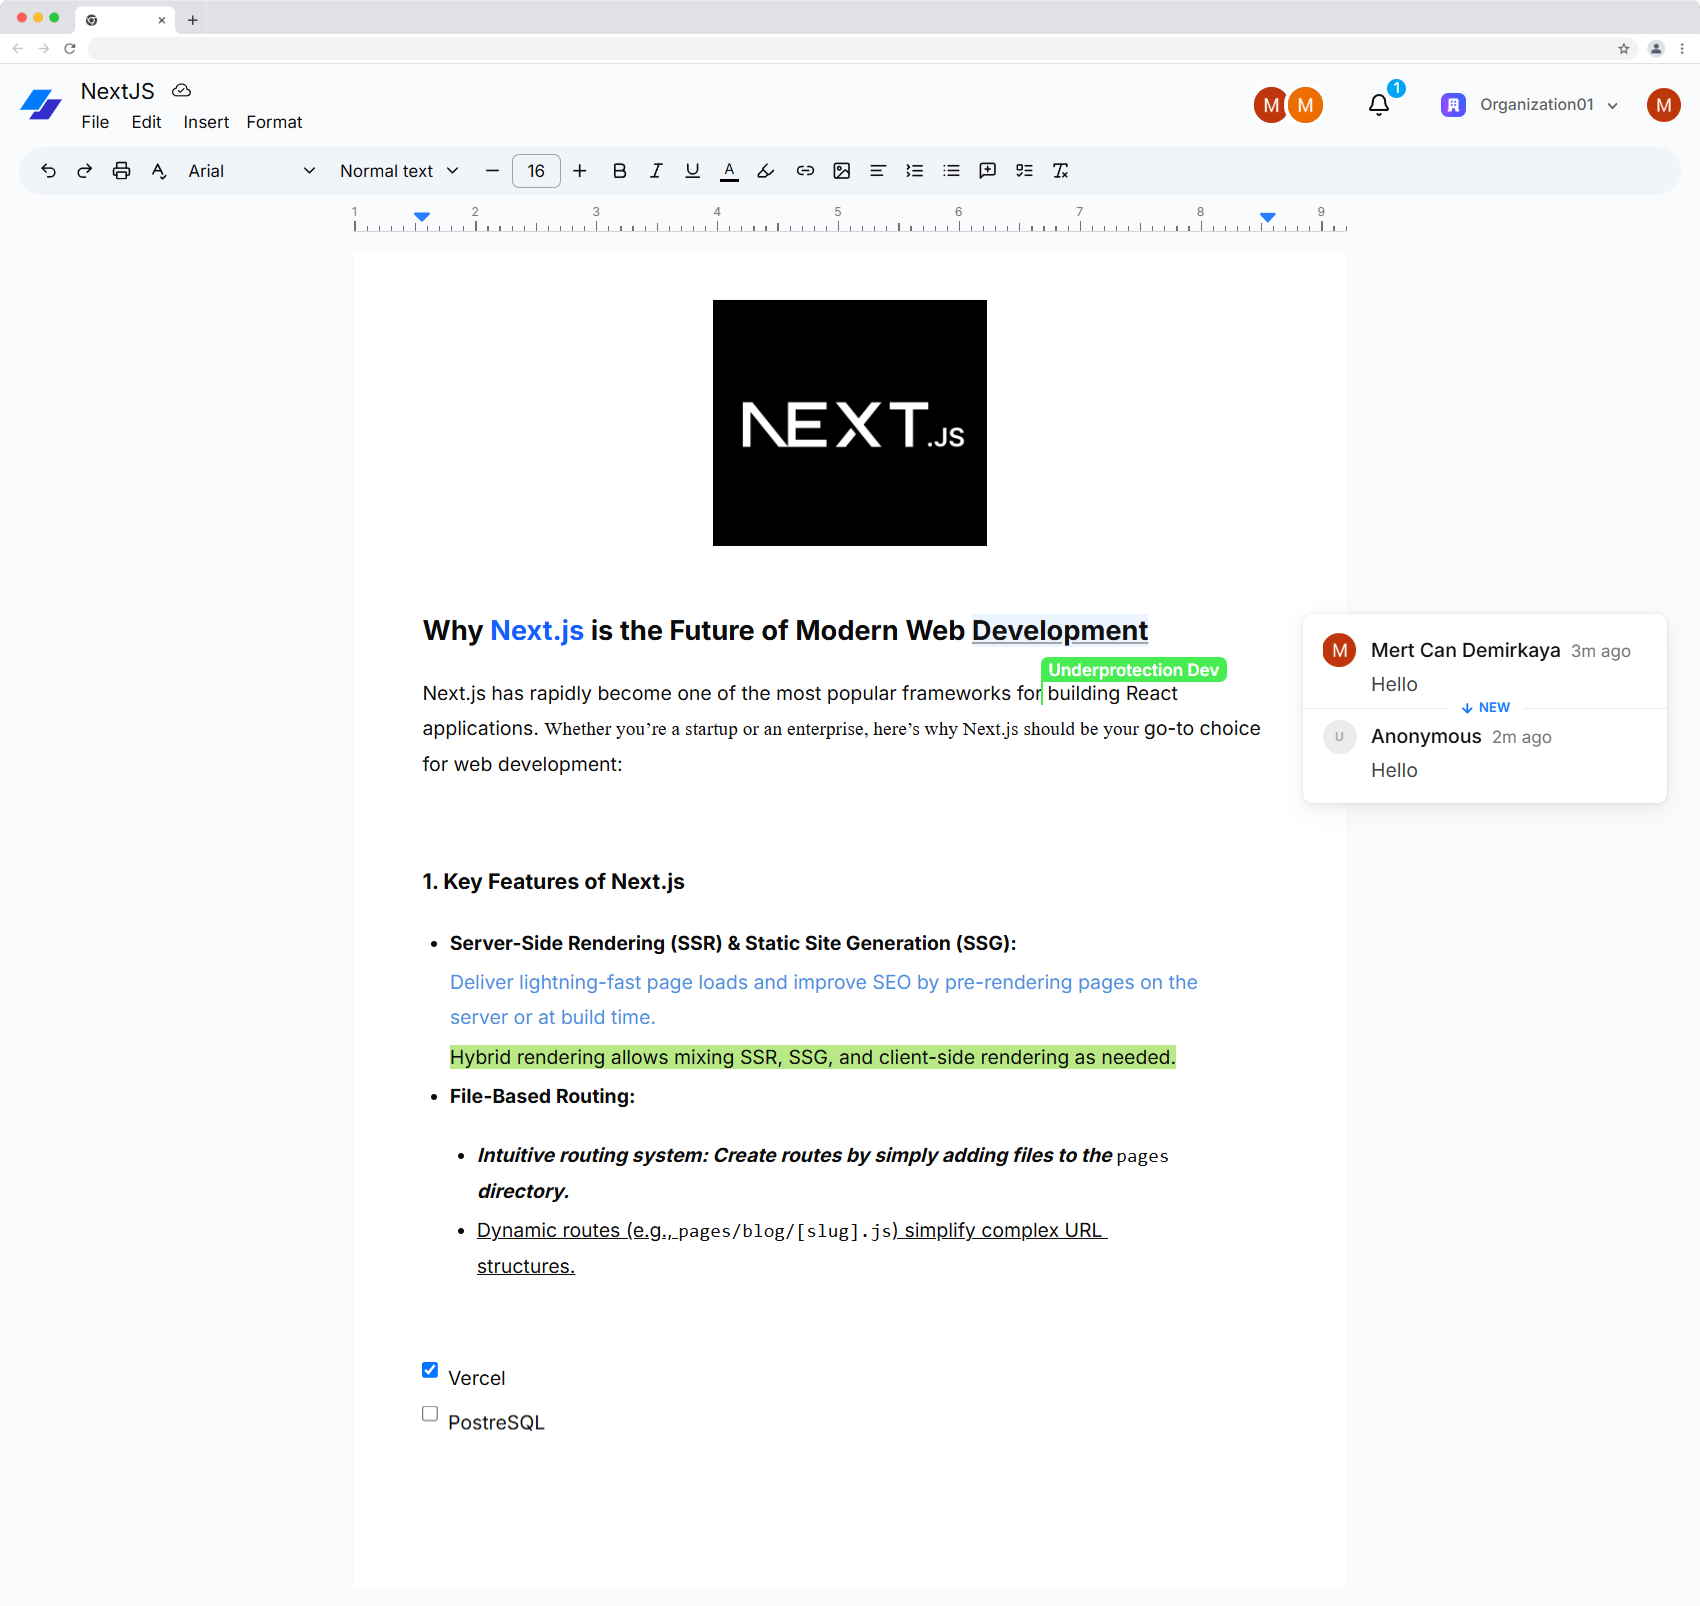 NextJS
File Edit Insert Format
M M 1 Organization01 M
Arial Normal text 16 B I U A
1 2 3 4 5 6 7 8 9
NEXT.JS
Why Next.js is the Future of Modern Web Development
Underprotection Dev
Next.js has rapidly become one of the most popular frameworks for building React
applications. Whether you’re a startup or an enterprise, here’s why Next.js should be your go-to choice
for web development:
M Mert Can Demirkaya 3m ago
Hello
NEW
U Anonymous 2m ago
Hello
1. Key Features of Next.js
• Server-Side Rendering (SSR) & Static Site Generation (SSG):
Deliver lightning-fast page loads and improve SEO by pre-rendering pages on the
server or at build time.
Hybrid rendering allows mixing SSR, SSG, and client-side rendering as needed.
• File-Based Routing:
• Intuitive routing system: Create routes by simply adding files to the pages
directory.
• Dynamic routes (e.g., pages/blog/[slug].js) simplify complex URL
structures.
Vercel
PostreSQL